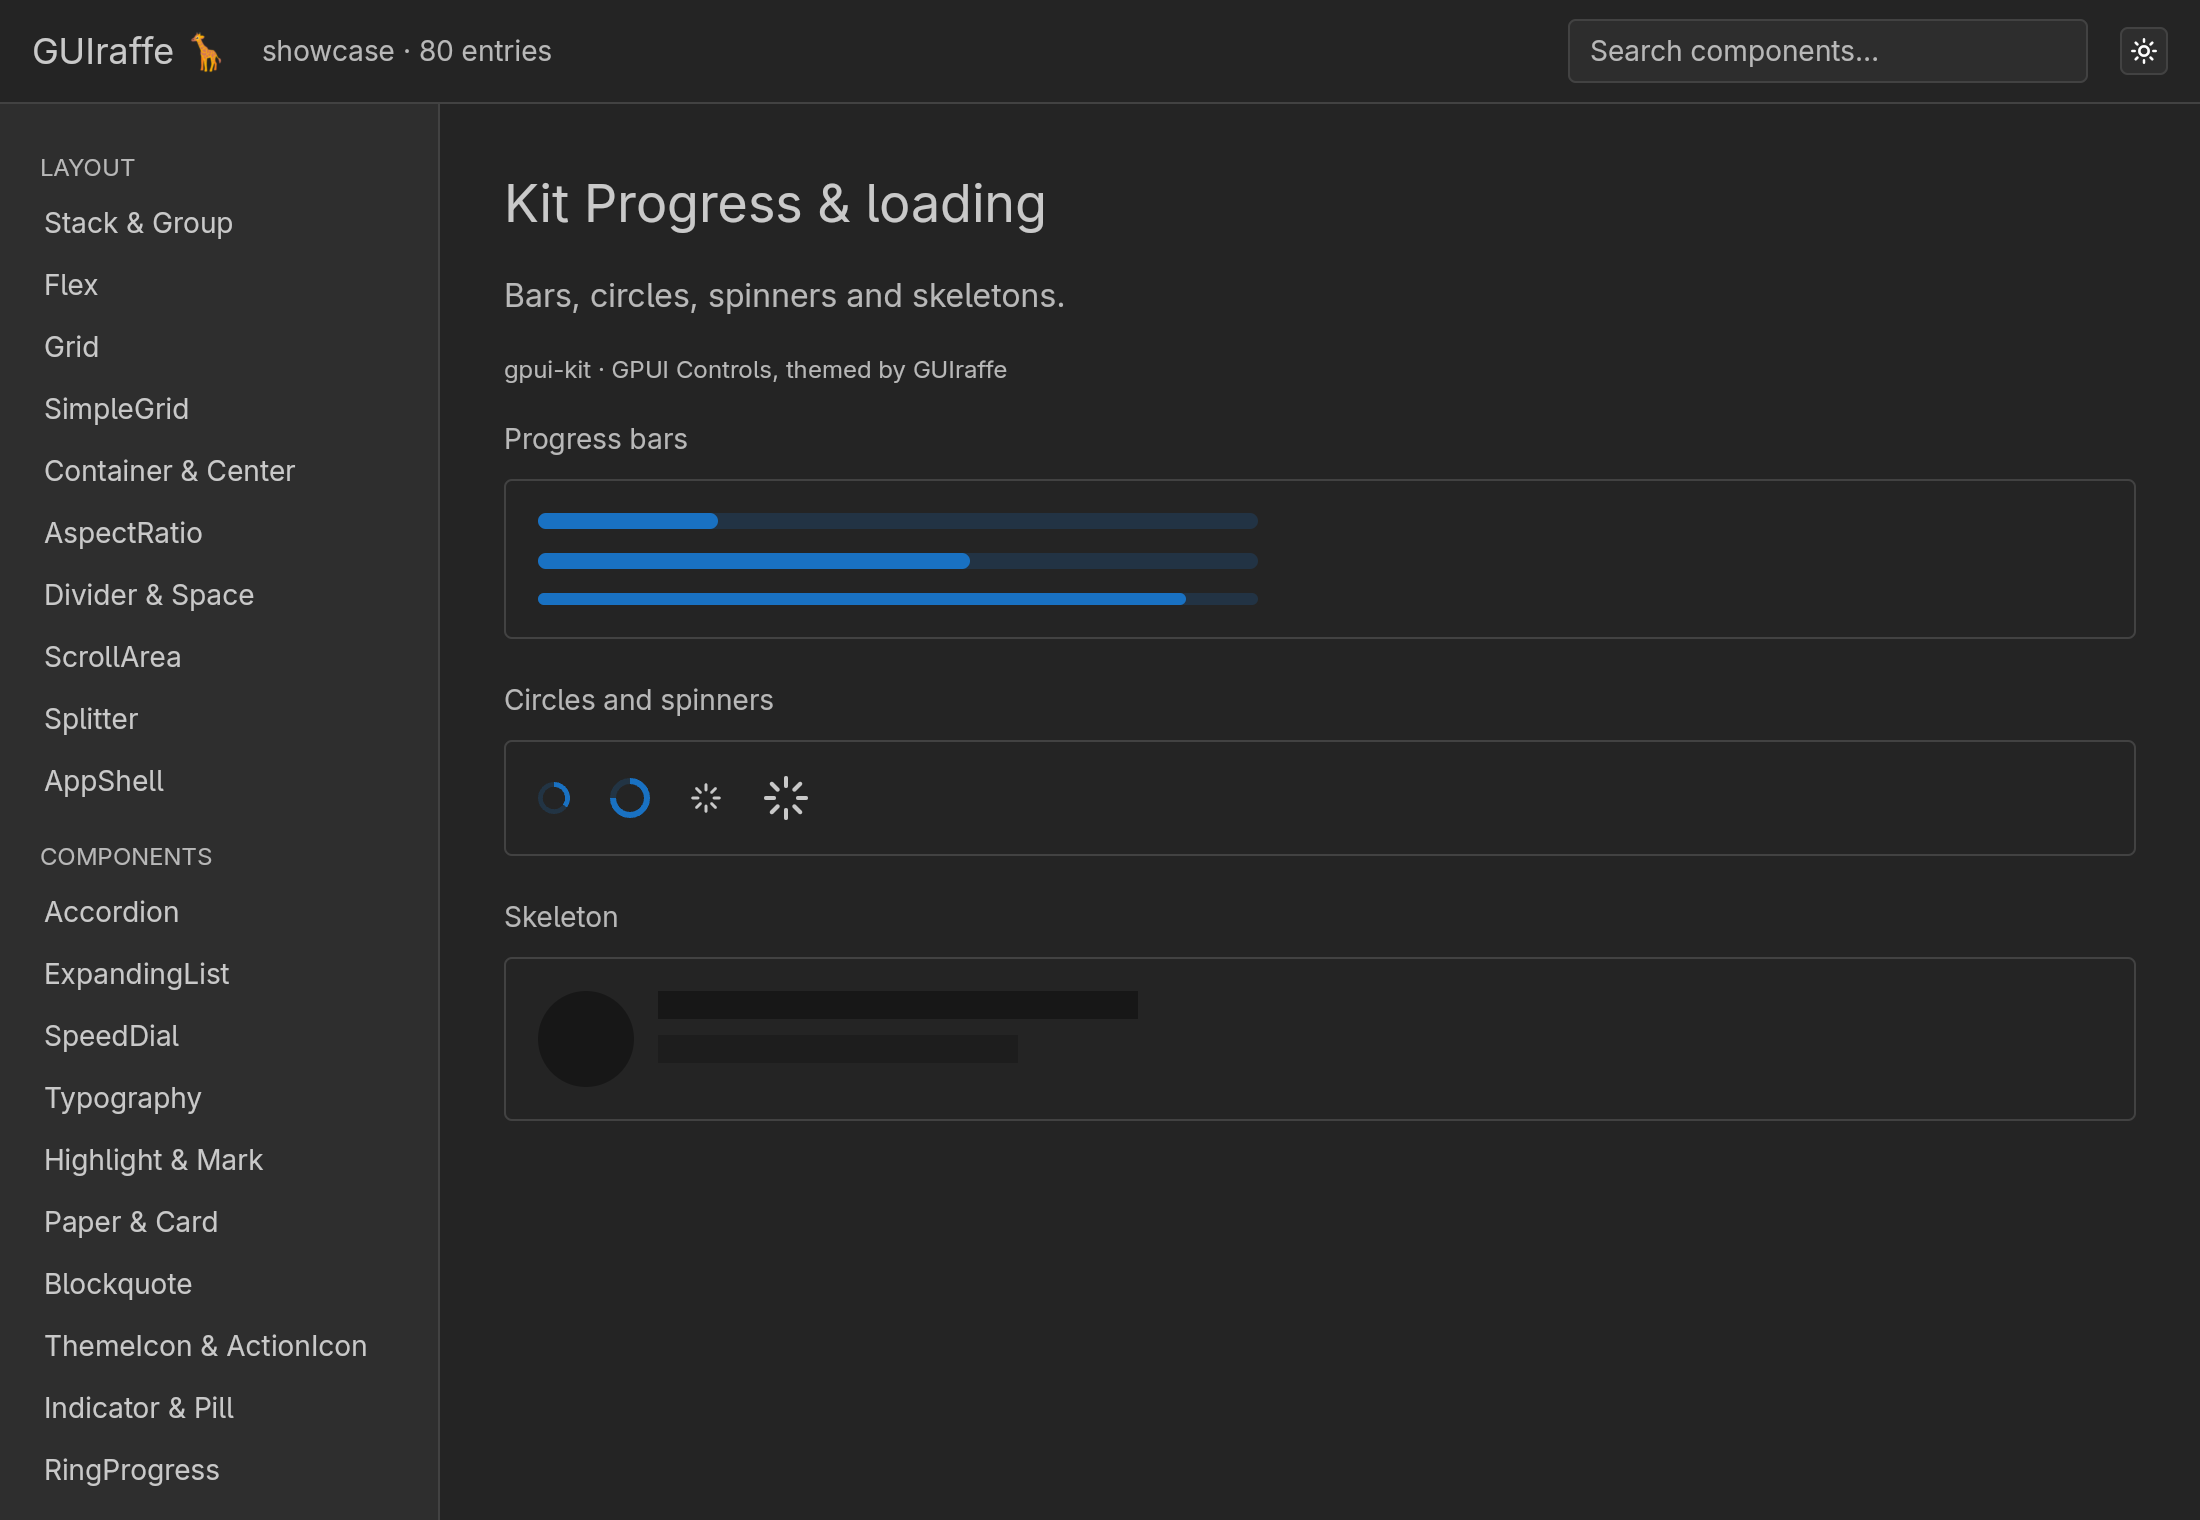 GUIraffe 🦒
showcase · 80 entries
Search components...
LAYOUT
Stack & Group
Flex
Grid
SimpleGrid
Container & Center
AspectRatio
Divider & Space
ScrollArea
Splitter
AppShell
COMPONENTS
Accordion
ExpandingList
SpeedDial
Typography
Highlight & Mark
Paper & Card
Blockquote
ThemeIcon & ActionIcon
Indicator & Pill
RingProgress
Kit Progress & loading
Bars, circles, spinners and skeletons.
gpui-kit · GPUI Controls, themed by GUIraffe
Progress bars
Circles and spinners
Skeleton